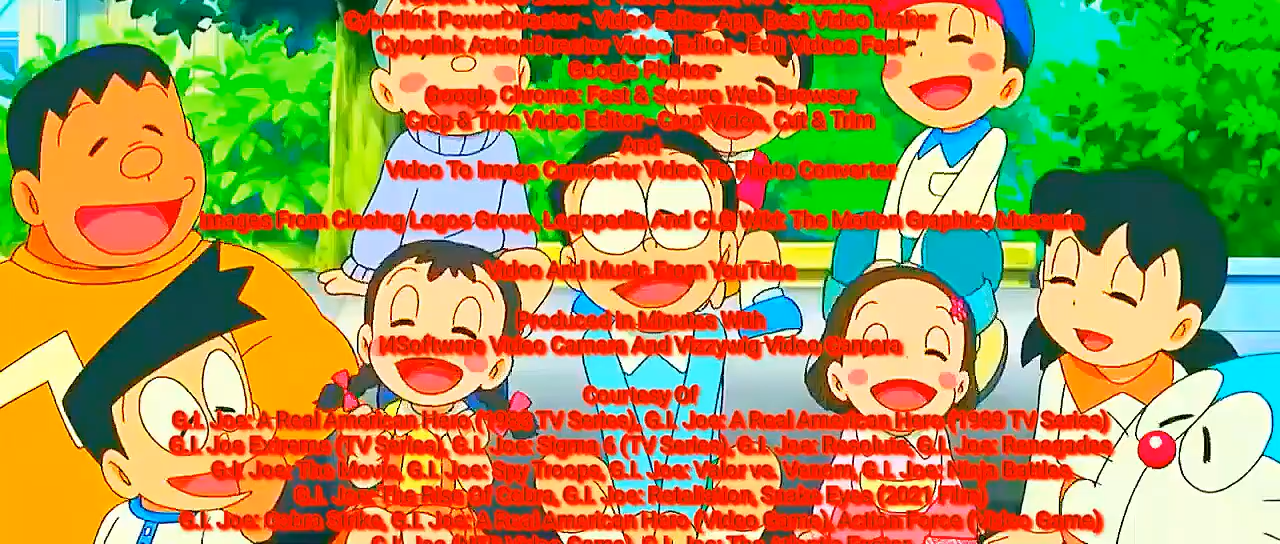 Cyberlink PowerDirector - Video Editor App, Best Video Maker
Cyberlink ActionDirector Video Editor - Edit Videos Fast
Google Photos
Google Chrome: Fast & Secure Web Browser
Crop & Trim Video Editor - Crop Video, Cut & Trim
And
Video To Image Converter Video To Photo Converter
Images From Closing Logos Group, Logopedia And CLG Wiki: The Motion Graphics
Video And Music From YouTube
Produced In Minutes With
Software Video Camera And Vizzywig Video Camera
Courtesy Of
G.I. Joe: A Real American Hero TV Series), G.I. Joe: A Real American Hero (1989 TV Series)
G.I. Joe Extreme (TV Series), G.I. Joe: Sigma 6 (TV Series), G.I. Joe: Resolute, G.I. Joe: Renegades
G.I. Joe: The Movie, G.I. Joe: Spy Troops, G.I. Joe: Valor vs. Venom, G.I. Joe: Ninja Battles
G.I. Joe: The Rise Of Cobra, G.I. Joe: Retaliation, Snake Eyes (2021 Film)
G.I. Joe: Cobra Strike, G.I. Joe: A Real American Hero (Video Game), Action Force (Video Game)